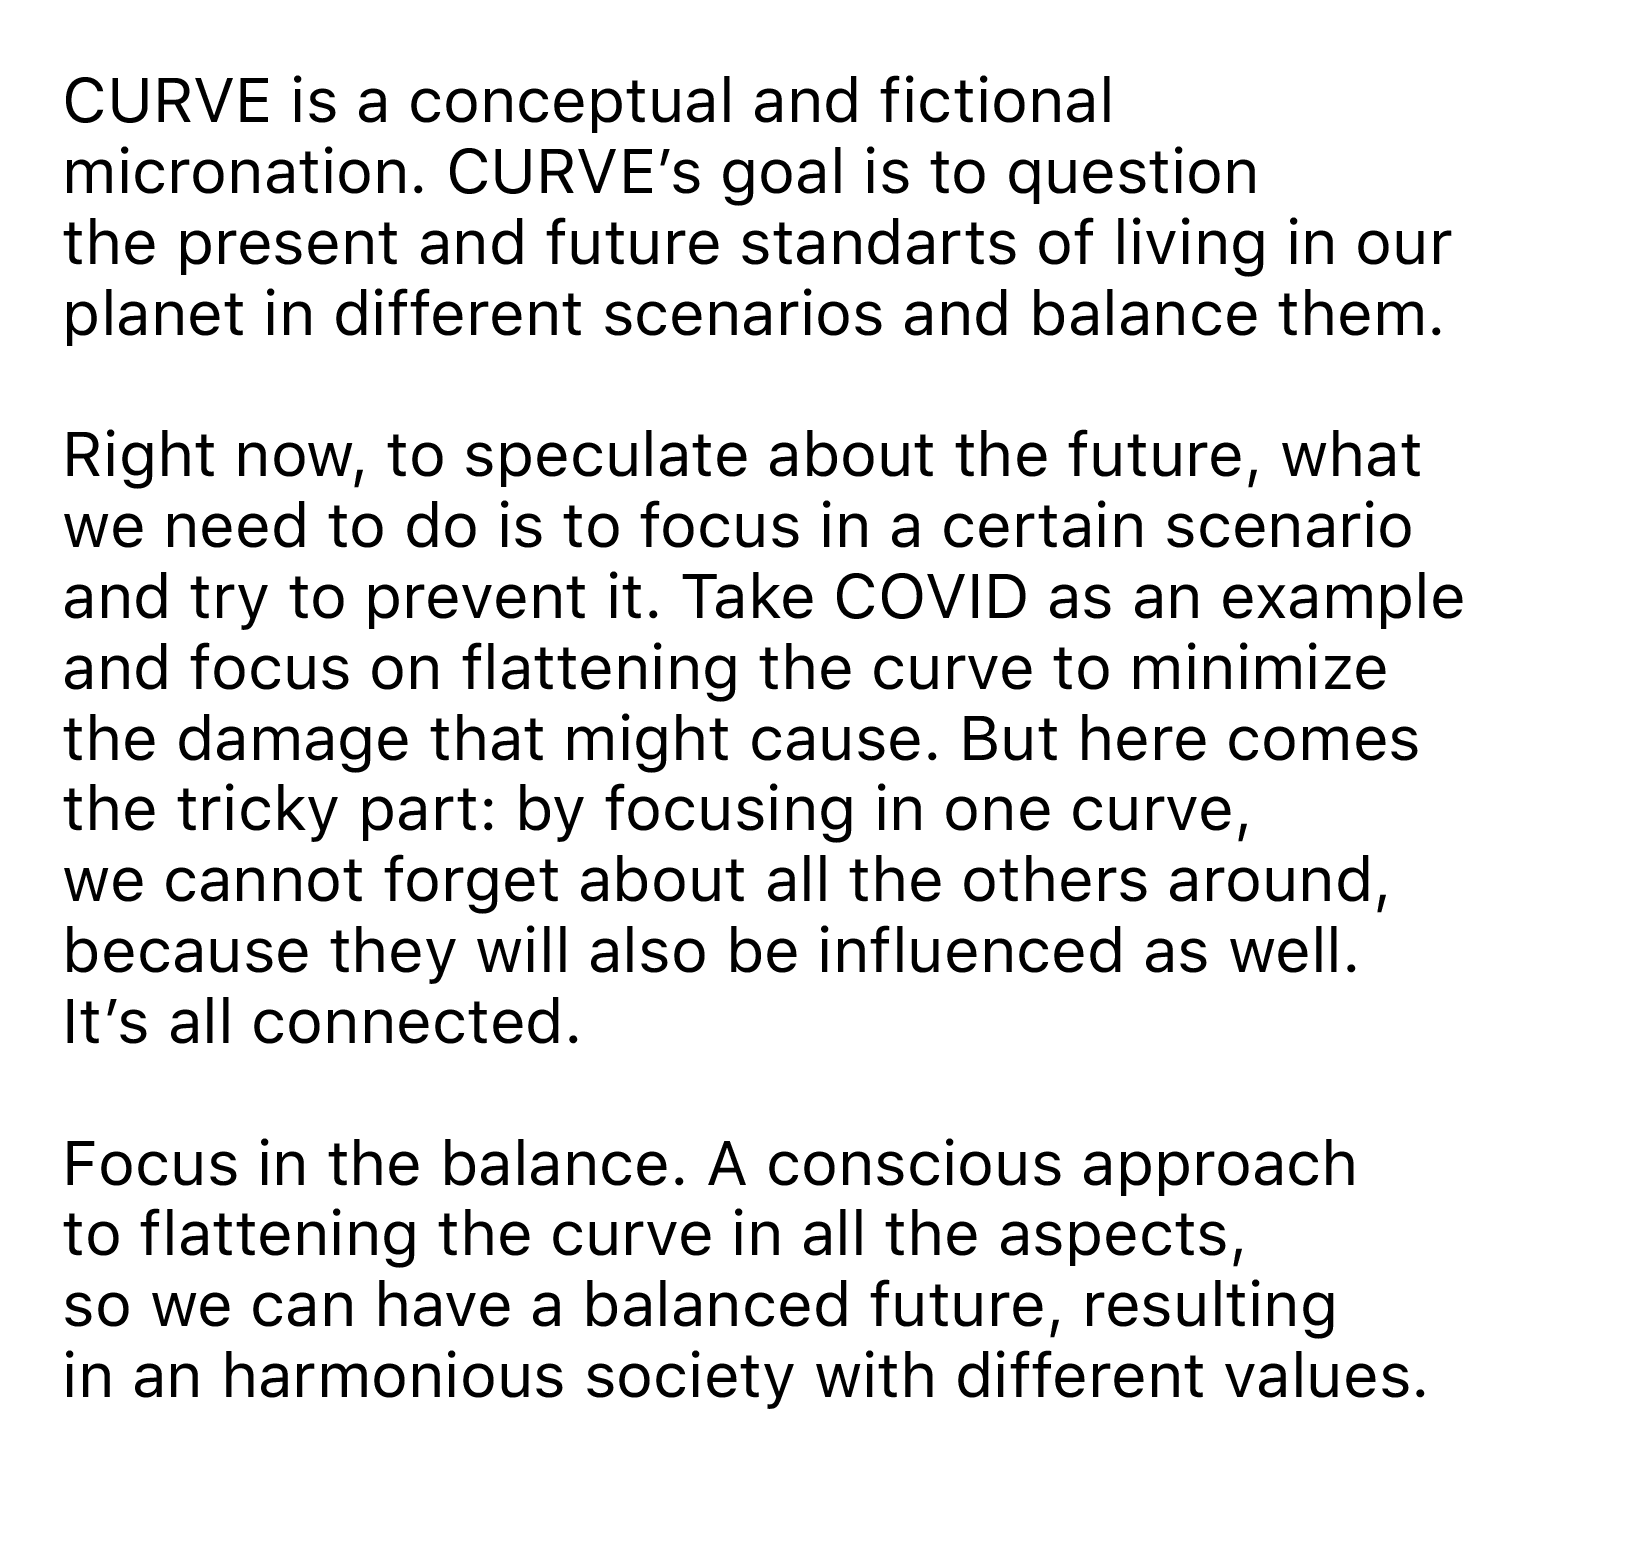 CURVE is a conceptual and fictional
micronation. CURVE’s goal is to question
the present and future standarts of living in our
planet in different scenarios and balance them.
Right now, to speculate about the future, what
we need to do is to focus in a certain scenario
and try to prevent it. Take COVID as an example
and focus on flattening the curve to minimize
the damage that might cause. But here comes
the tricky part: by focusing in one curve,
we cannot forget about all the others around,
because they will also be influenced as well.
It’s all connected.
Focus in the balance. A conscious approach
to flattening the curve in all the aspects,
so we can have a balanced future, resulting
in an harmonious society with different values.